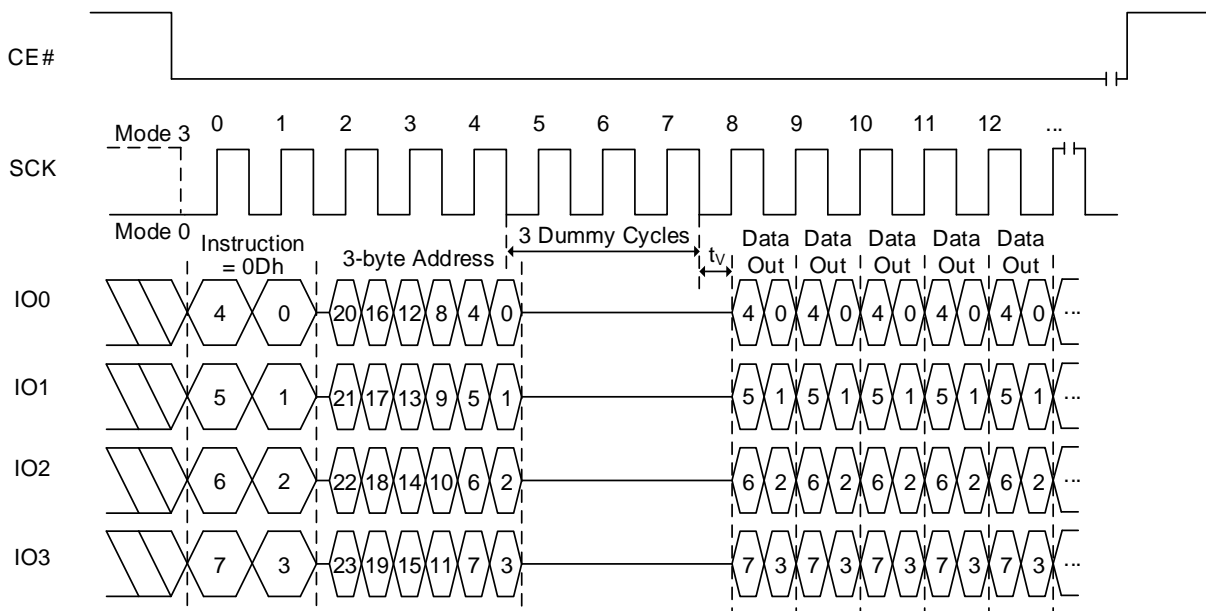 CE#
0 1 2 3 4 5 6 7 8 9 10 11 12 ...
Mode 3
SCK
Mode 0
Instruction
= 0Dh
3-byte Address
3 Dummy Cycles
tV
Data Data Data Data Data
Out Out Out Out Out
IO0 4 0 20 16 12 8 4 0 4 0 4 0 4 0 4 0 4 0 ...
IO1 5 1 21 17 13 9 5 1 5 1 5 1 5 1 5 1 5 1 ...
IO2 6 2 22 18 14 10 6 2 6 2 6 2 6 2 6 2 6 2 ...
IO3 7 3 23 19 15 11 7 3 7 3 7 3 7 3 7 3 7 3 ...